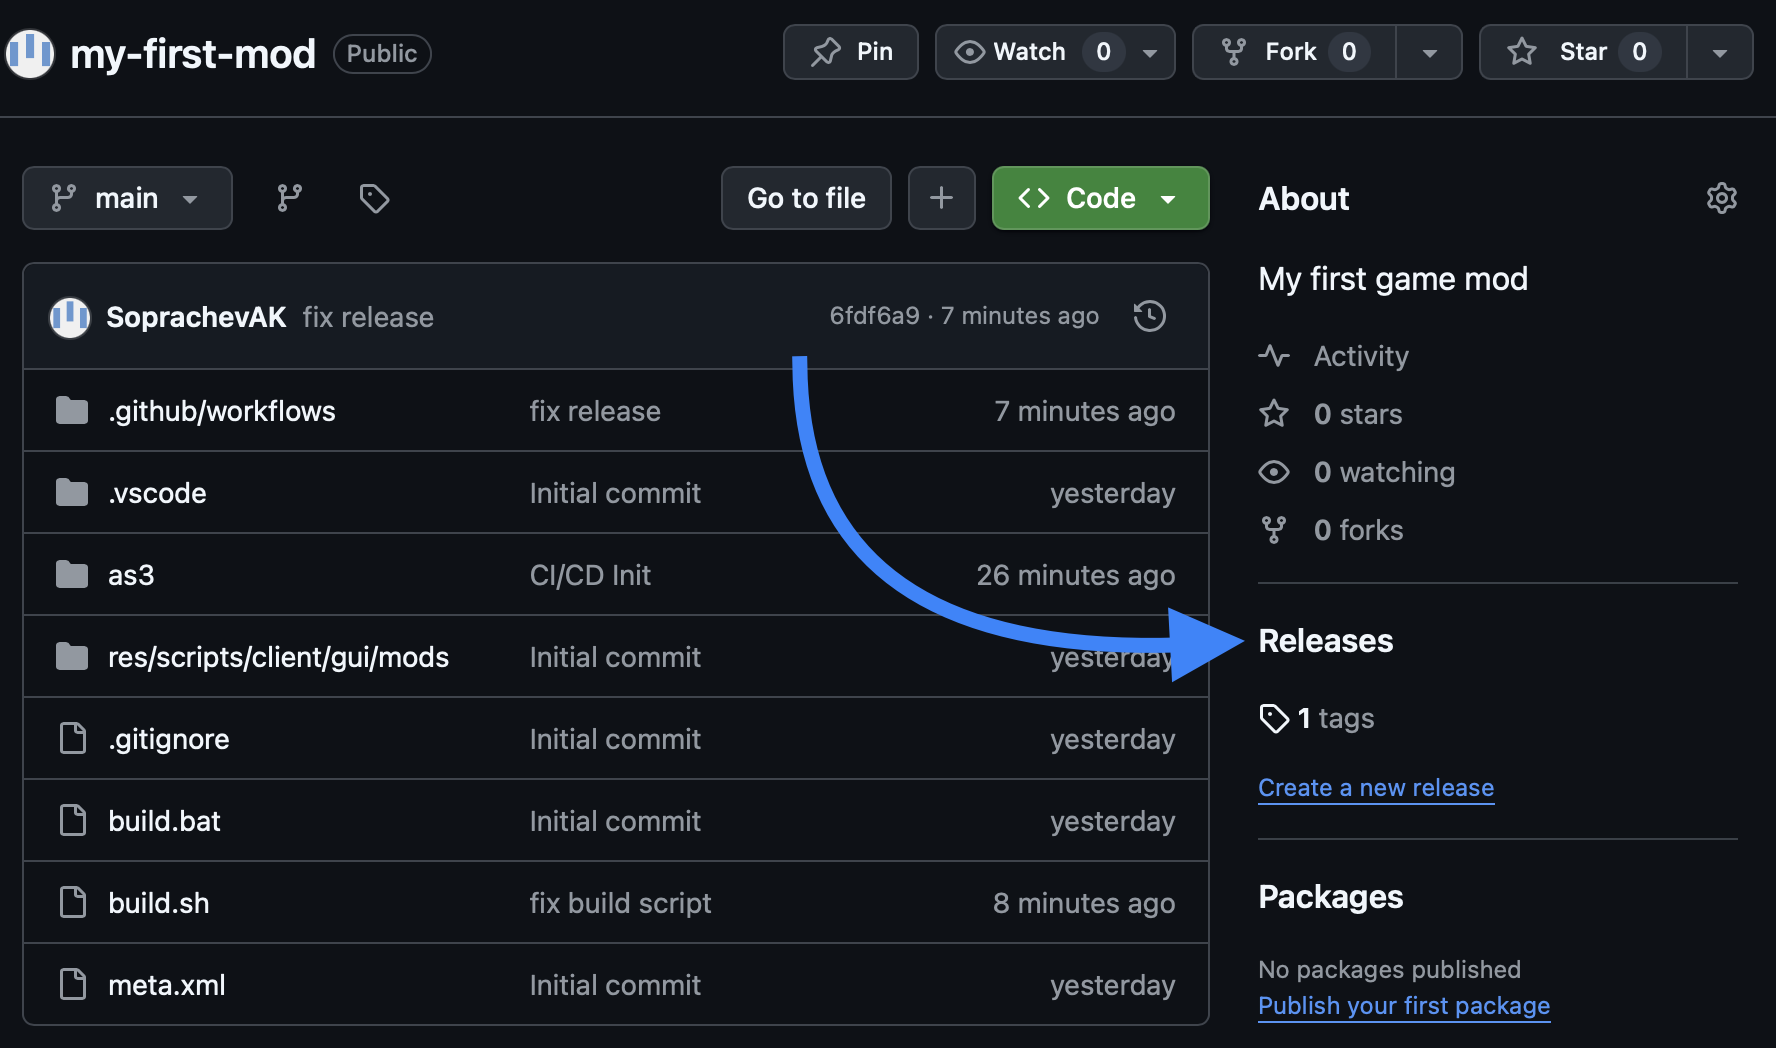 my-first-mod Public Pin Watch 0 Fork 0 Star 0
main Go to file Code
SoprachevAK fix release 6fdf6a9 · 7 minutes ago
.github/workflows fix release 7 minutes ago
.vscode Initial commit yesterday
as3 CI/CD Init 26 minutes ago
res/scripts/client/gui/mods Initial commit yesterday
.gitignore Initial commit yesterday
build.bat Initial commit yesterday
build.sh fix build script 8 minutes ago
meta.xml Initial commit yesterday
About
My first game mod
Activity
0 stars
0 watching
0 forks
Releases
1 tags
Create a new release
Packages
No packages published
Publish your first package